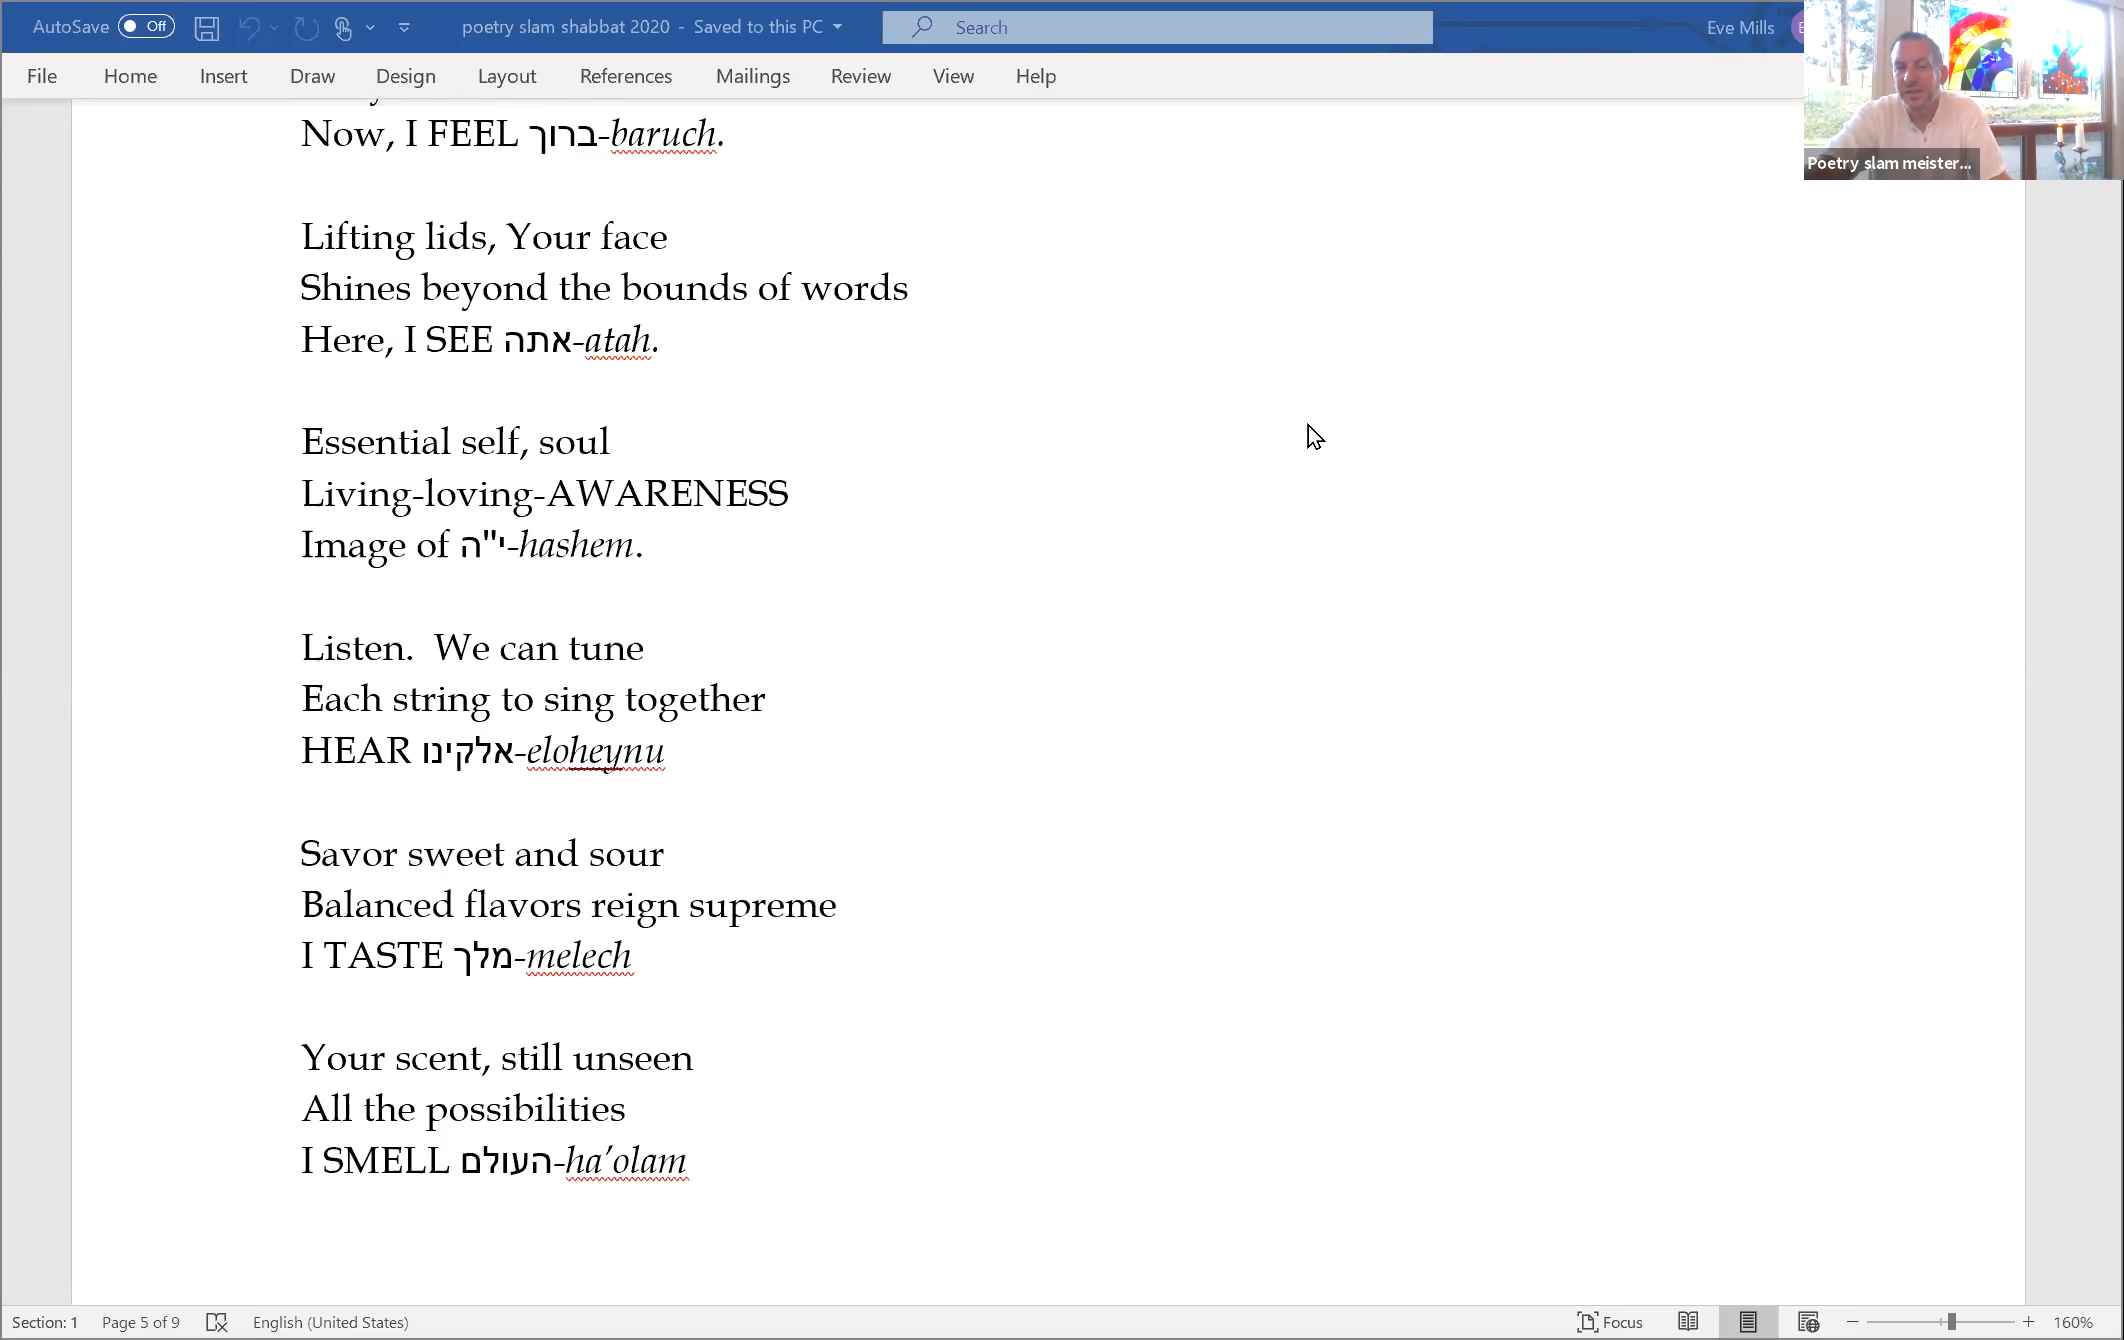 AutoSave Off poetry slam shabbat 2020 - Saved to this PC Search Eve Mills
File Home Insert Draw Design Layout References Mailings Review View Help
Poetry slam meister...
Now, I FEEL ברוך-baruch.
Lifting lids, Your face
Shines beyond the bounds of words
Here, I SEE אתה-atah.
Essential self, soul
Living-loving-AWARENESS
Image of י"ה-hashem.
Listen.  We can tune
Each string to sing together
HEAR אלקינו-eloheynu
Savor sweet and sour
Balanced flavors reign supreme
I TASTE מלך-melech
Your scent, still unseen
All the possibilities
I SMELL העולם-ha’olam
Section: 1 Page 5 of 9 English (United States) Focus 160%